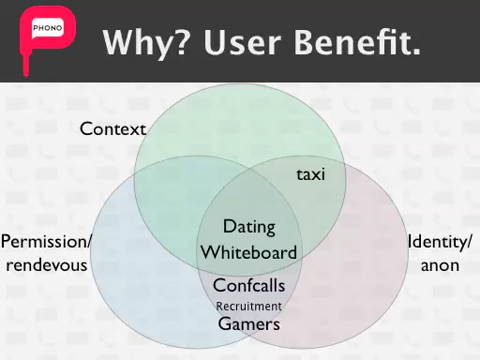 PHONO
Why? User Benefit.
Context
taxi
Dating
Whiteboard
Permission/
rendevous
Identity/
anon
Confcalls
Recruitment
Gamers